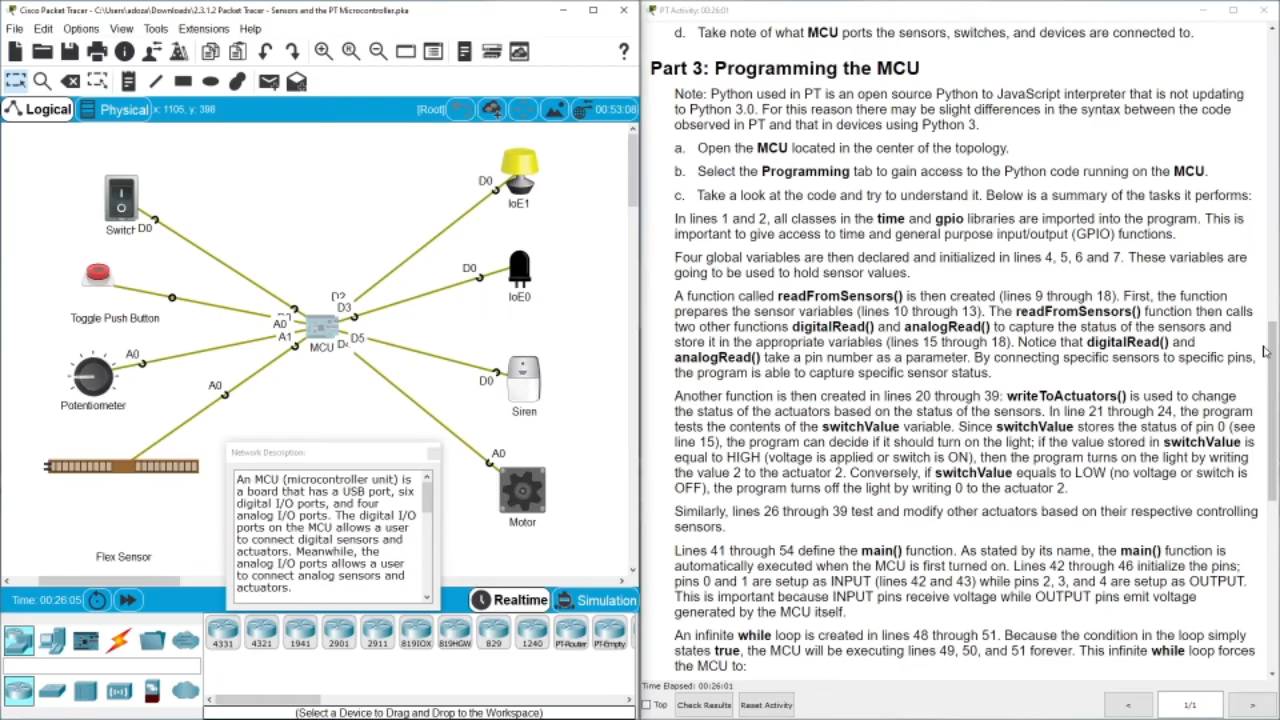 Cisco Packet Tracer - C:\Users\adoza\Downloads\2.3.1.2 Packet Tracer - Sensors and the PT Microcontroller.pka
File Edit Options View Tools Extensions Help
?
Logical Physical x: 1105, y: 396 [Root] 00:53:08
D0
IoE1
Switch D0
D0
IoE0
Toggle Push Button
D2
D3
A0
A1
MCU
D5
A0
Potentiometer
A0
D0
Siren
A0
Motor
Flex Sensor
Network Description:
An MCU (microcontroller unit) is
a board that has a USB port, six
digital I/O ports, and four
analog I/O ports. The digital I/O
ports on the MCU allows a user
to connect digital sensors and
actuators. Meanwhile, the
analog I/O ports allows a user
to connect analog sensors and
actuators.
Time: 00:26:05 Realtime Simulation
4331 4321 1941 2901 2911 819IOX 819HGW 829 1240 PT-Router PT-Empty
(Select a Device to Drag and Drop to the Workspace)
PT Activity: 00:26:01
d. Take note of what MCU ports the sensors, switches, and devices are connected to.
Part 3: Programming the MCU
Note: Python used in PT is an open source Python to JavaScript interpreter that is not updating
to Python 3.0. For this reason there may be slight differences in the syntax between the code
observed in PT and that in devices using Python 3.
a. Open the MCU located in the center of the topology.
b. Select the Programming tab to gain access to the Python code running on the MCU.
c. Take a look at the code and try to understand it. Below is a summary of the tasks it performs:
In lines 1 and 2, all classes in the time and gpio libraries are imported into the program. This is
important to give access to time and general purpose input/output (GPIO) functions.
Four global variables are then declared and initialized in lines 4, 5, 6 and 7. These variables are
going to be used to hold sensor values.
A function called readFromSensors() is then created (lines 9 through 18). First, the function
prepares the sensor variables (lines 10 through 13). The readFromSensors() function then calls
two other functions digitalRead() and analogRead() to capture the status of the sensors and
store it in the appropriate variables (lines 15 through 18). Notice that digitalRead() and
analogRead() take a pin number as a parameter. By connecting specific sensors to specific pins,
the program is able to capture specific sensor status.
Another function is then created in lines 20 through 39: writeToActuators() is used to change
the status of the actuators based on the status of the sensors. In line 21 through 24, the program
tests the contents of the switchValue variable. Since switchValue stores the status of pin 0 (see
line 15), the program can decide if it should turn on the light; if the value stored in switchValue is
equal to HIGH (voltage is applied or switch is ON), then the program turns on the light by writing
the value 2 to the actuator 2. Conversely, if switchValue equals to LOW (no voltage or switch is
OFF), the program turns off the light by writing 0 to the actuator 2.
Similarly, lines 26 through 39 test and modify other actuators based on their respective controlling
sensors.
Lines 41 through 54 define the main() function. As stated by its name, the main() function is
automatically executed when the MCU is first turned on. Lines 42 through 46 initialize the pins;
pins 0 and 1 are setup as INPUT (lines 42 and 43) while pins 2, 3, and 4 are setup as OUTPUT.
This is important because INPUT pins receive voltage while OUTPUT pins emit voltage
generated by the MCU itself.
An infinite while loop is created in lines 48 through 51. Because the condition in the loop simply
states true, the MCU will be executing lines 49, 50, and 51 forever. This infinite while loop forces
the MCU to:
Time Elapsed: 00:26:01
Top Check Results Reset Activity < 1/1 >